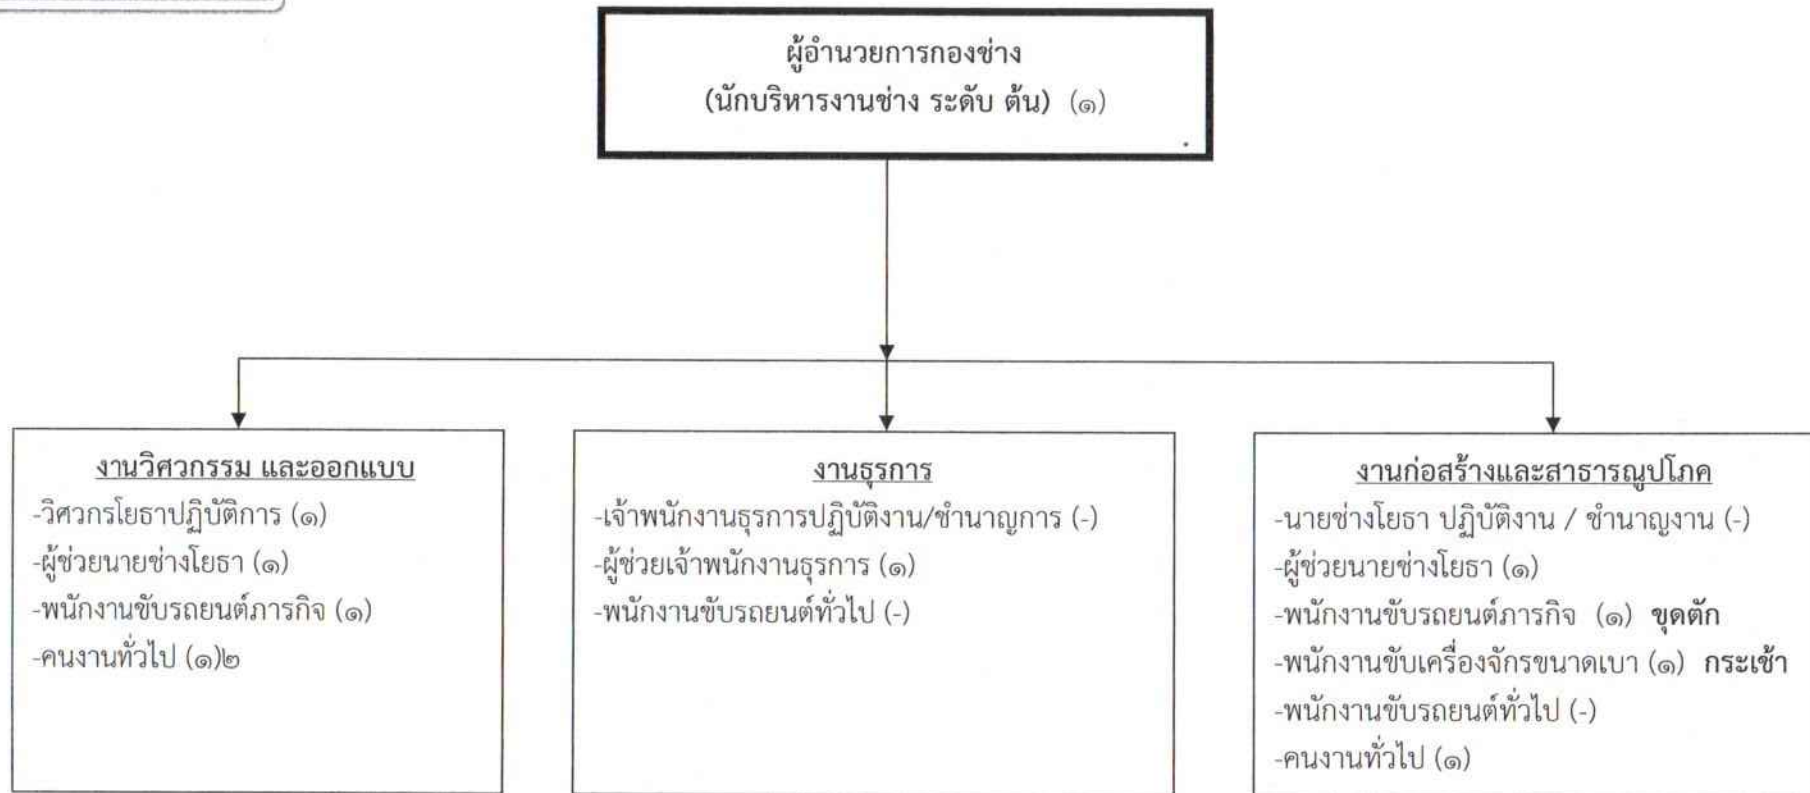 ผู้อำนวยการกองช่าง
(นักบริหารงานช่าง ระดับ ต้น) (๑)
งานวิศวกรรม และออกแบบ
-วิศวกรโยธาปฏิบัติการ (๑)
-ผู้ช่วยนายช่างโยธา (๑)
-พนักงานขับรถยนต์ภารกิจ (๑)
-คนงานทั่วไป (๑)๒
งานธุรการ
-เจ้าพนักงานธุรการปฏิบัติงาน/ชำนาญการ (-)
-ผู้ช่วยเจ้าพนักงานธุรการ (๑)
-พนักงานขับรถยนต์ทั่วไป (-)
งานก่อสร้างและสาธารณูปโภค
-นายช่างโยธา ปฏิบัติงาน / ชำนาญงาน (-)
-ผู้ช่วยนายช่างโยธา (๑)
-พนักงานขับรถยนต์ภารกิจ (๑) ขุดตัก
-พนักงานขับเครื่องจักรขนาดเบา (๑) กระเช้า
-พนักงานขับรถยนต์ทั่วไป (-)
-คนงานทั่วไป (๑)